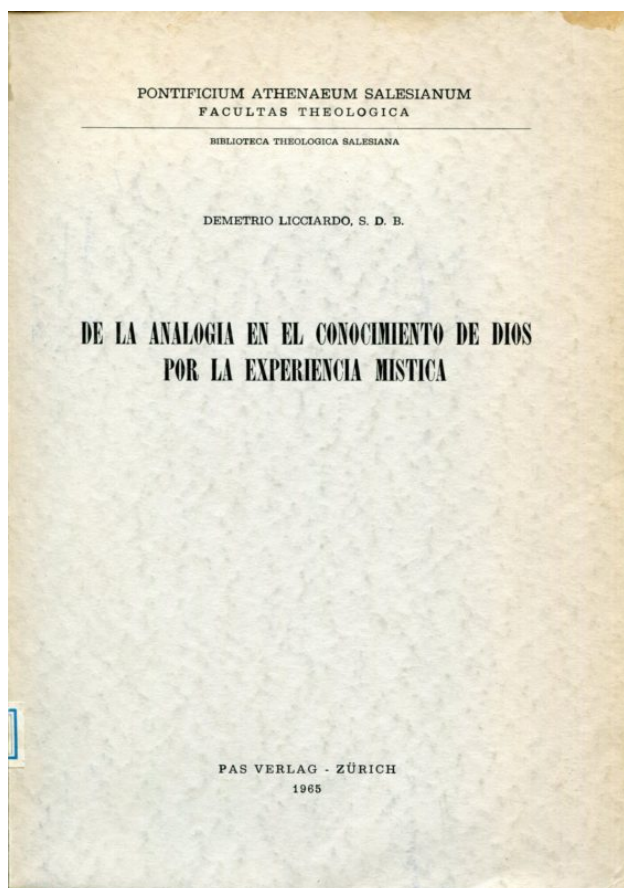 PONTIFICIUM ATHENAEUM SALESIANUM
FACULTAS THEOLOGICA
BIBLIOTECA THEOLOGICA SALESIANA
DEMETRIO LICCIARDO, S. D. B.
DE LA ANALOGIA EN EL CONOCIMIENTO DE DIOS
POR LA EXPERIENCIA MISTICA
PAS VERLAG - ZÜRICH
1965